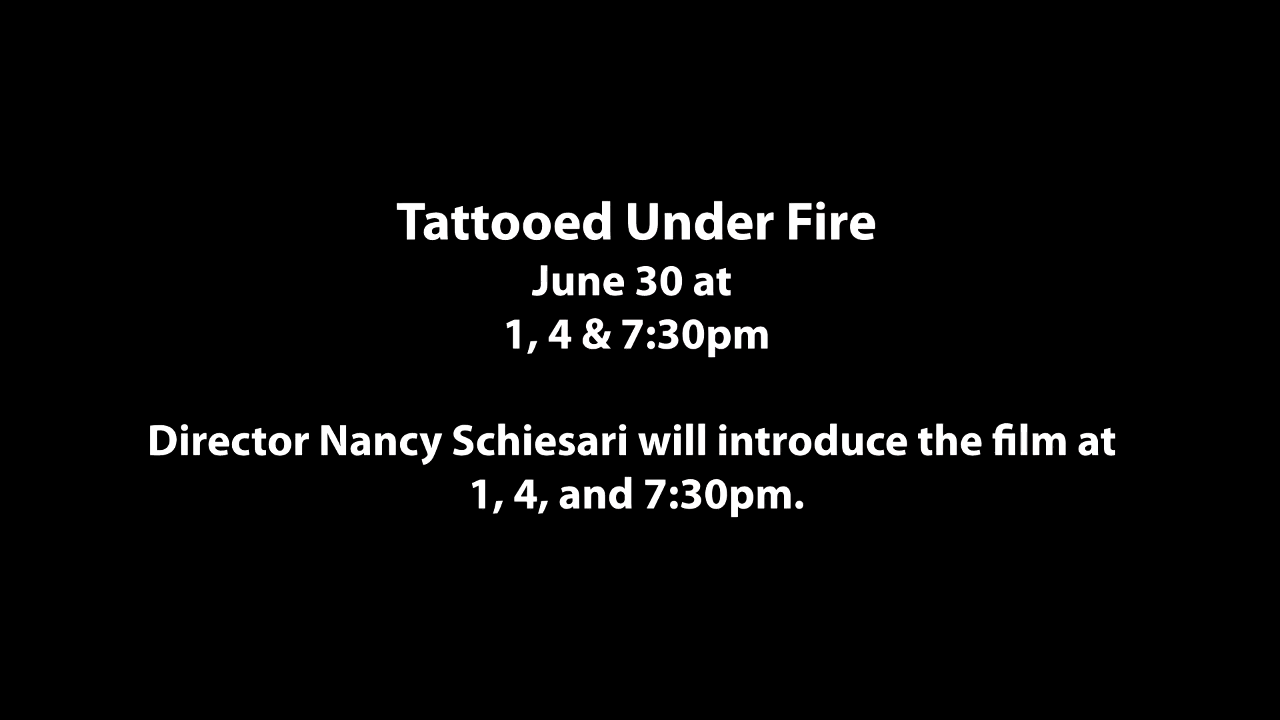 Tattooed Under Fire
June 30 at
1, 4 & 7:30pm
Director Nancy Schiesari will introduce the film at
1, 4, and 7:30pm.